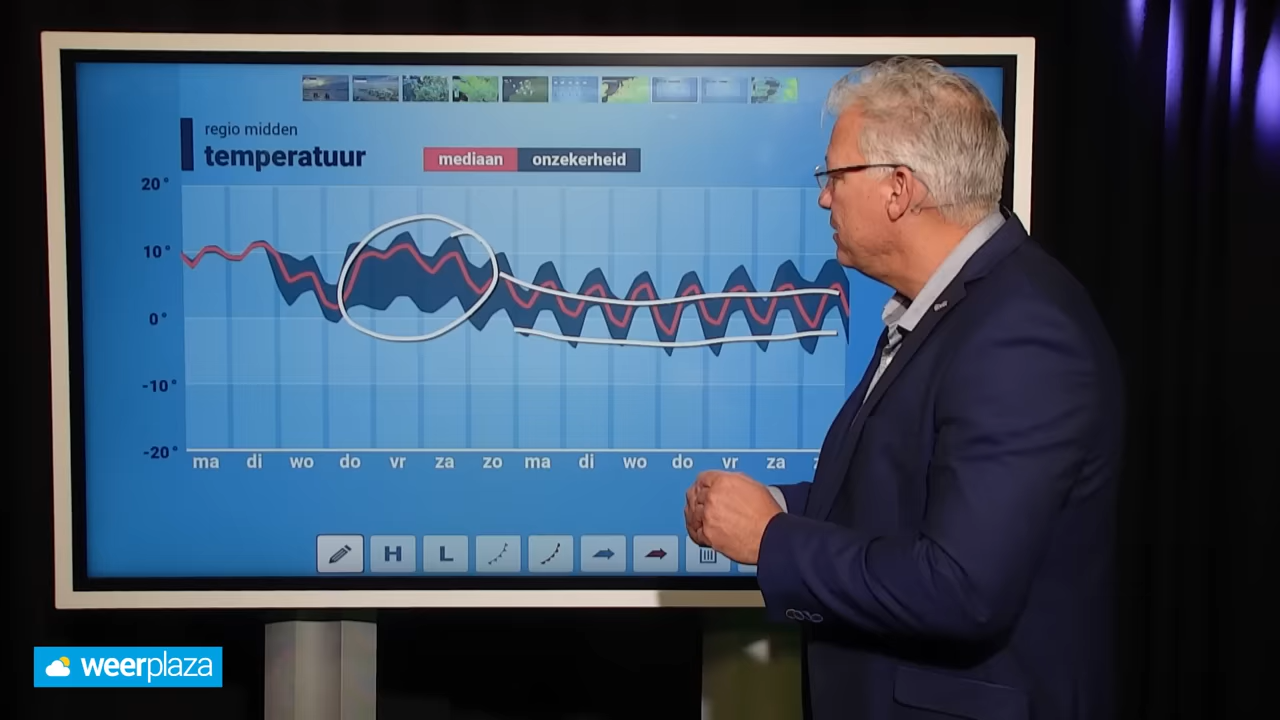 regio midden
temperatuur
mediaan onzekerheid
20°
10°
0°
-10°
-20°
ma di wo do vr za zo ma di wo do vr za
H L
weerplaza